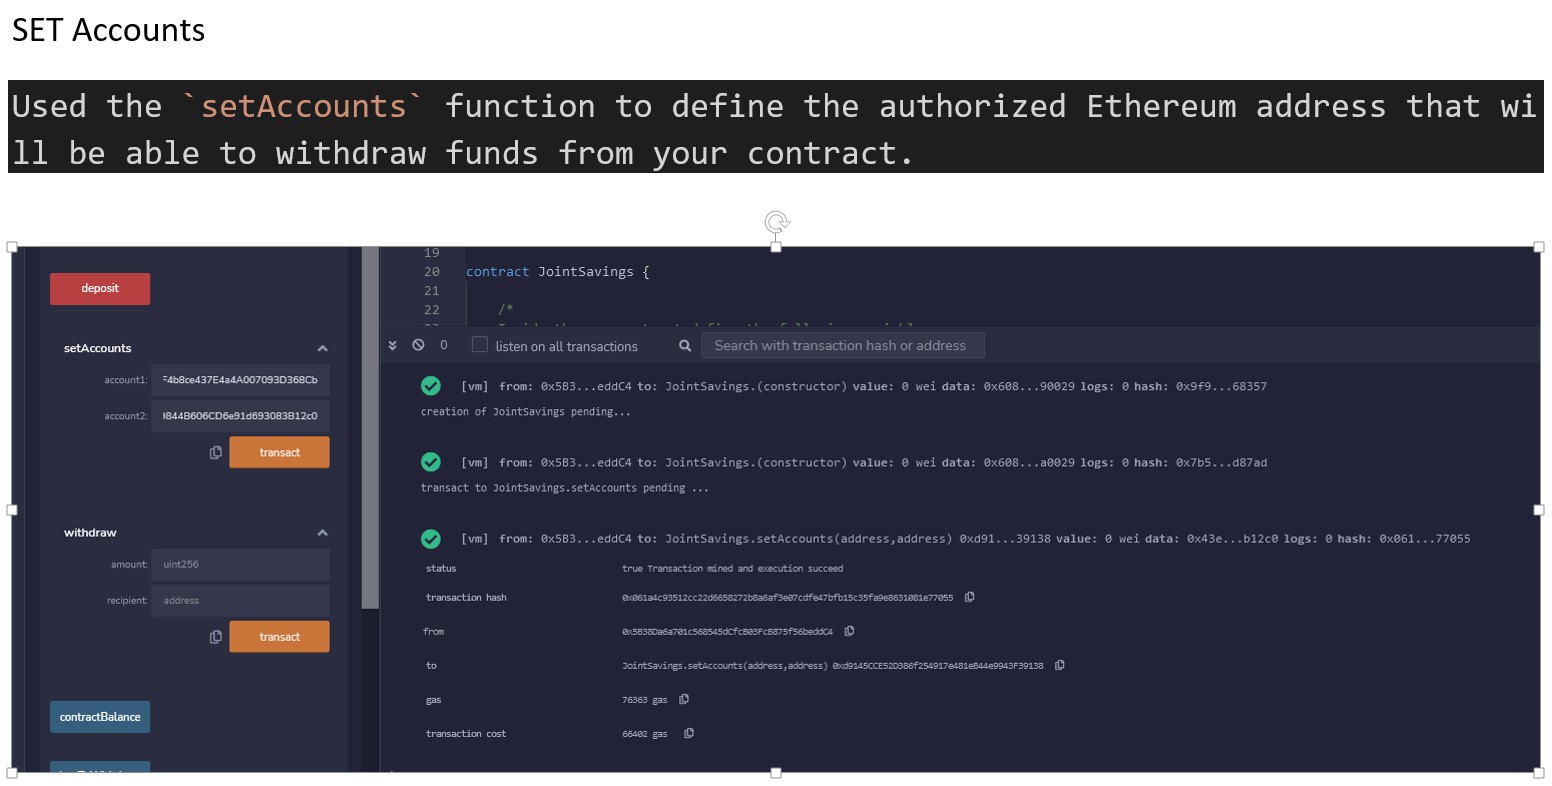 SET Accounts
Used the `setAccounts` function to define the authorized Ethereum address that wi
ll be able to withdraw funds from your contract.
deposit
setAccounts
account1: F4b8ce437E4a4A007093D368Cb
account2: 844B606CD6e91d693083B12c0
transact
withdraw
amount: uint256
recipient: address
transact
contractBalance
19
20 contract JointSavings {
21
22 /*
0 listen on all transactions Search with transaction hash or address
[vm] from: 0x5B3...eddC4 to: JointSavings.(constructor) value: 0 wei data: 0x608...90029 logs: 0 hash: 0x9f9...68357
creation of JointSavings pending...
[vm] from: 0x5B3...eddC4 to: JointSavings.(constructor) value: 0 wei data: 0x608...a0029 logs: 0 hash: 0x7b5...d87ad
transact to JointSavings.setAccounts pending ...
[vm] from: 0x5B3...eddC4 to: JointSavings.setAccounts(address,address) 0xd91...39138 value: 0 wei data: 0x43e...b12c0 logs: 0 hash: 0x061...77055
status true Transaction mined and execution succeed
transaction hash 0x061a4c93512cc22d6658272b8a6af3e07cdfe47bfb15c35fa9e8631081e77055
from 0x5B38Da6a701c568545dCfcB03FcB875f56beddC4
to JointSavings.setAccounts(address,address) 0xd9145CCE52D386f254917e481eB44e9943F39138
gas 76363 gas
transaction cost 66402 gas